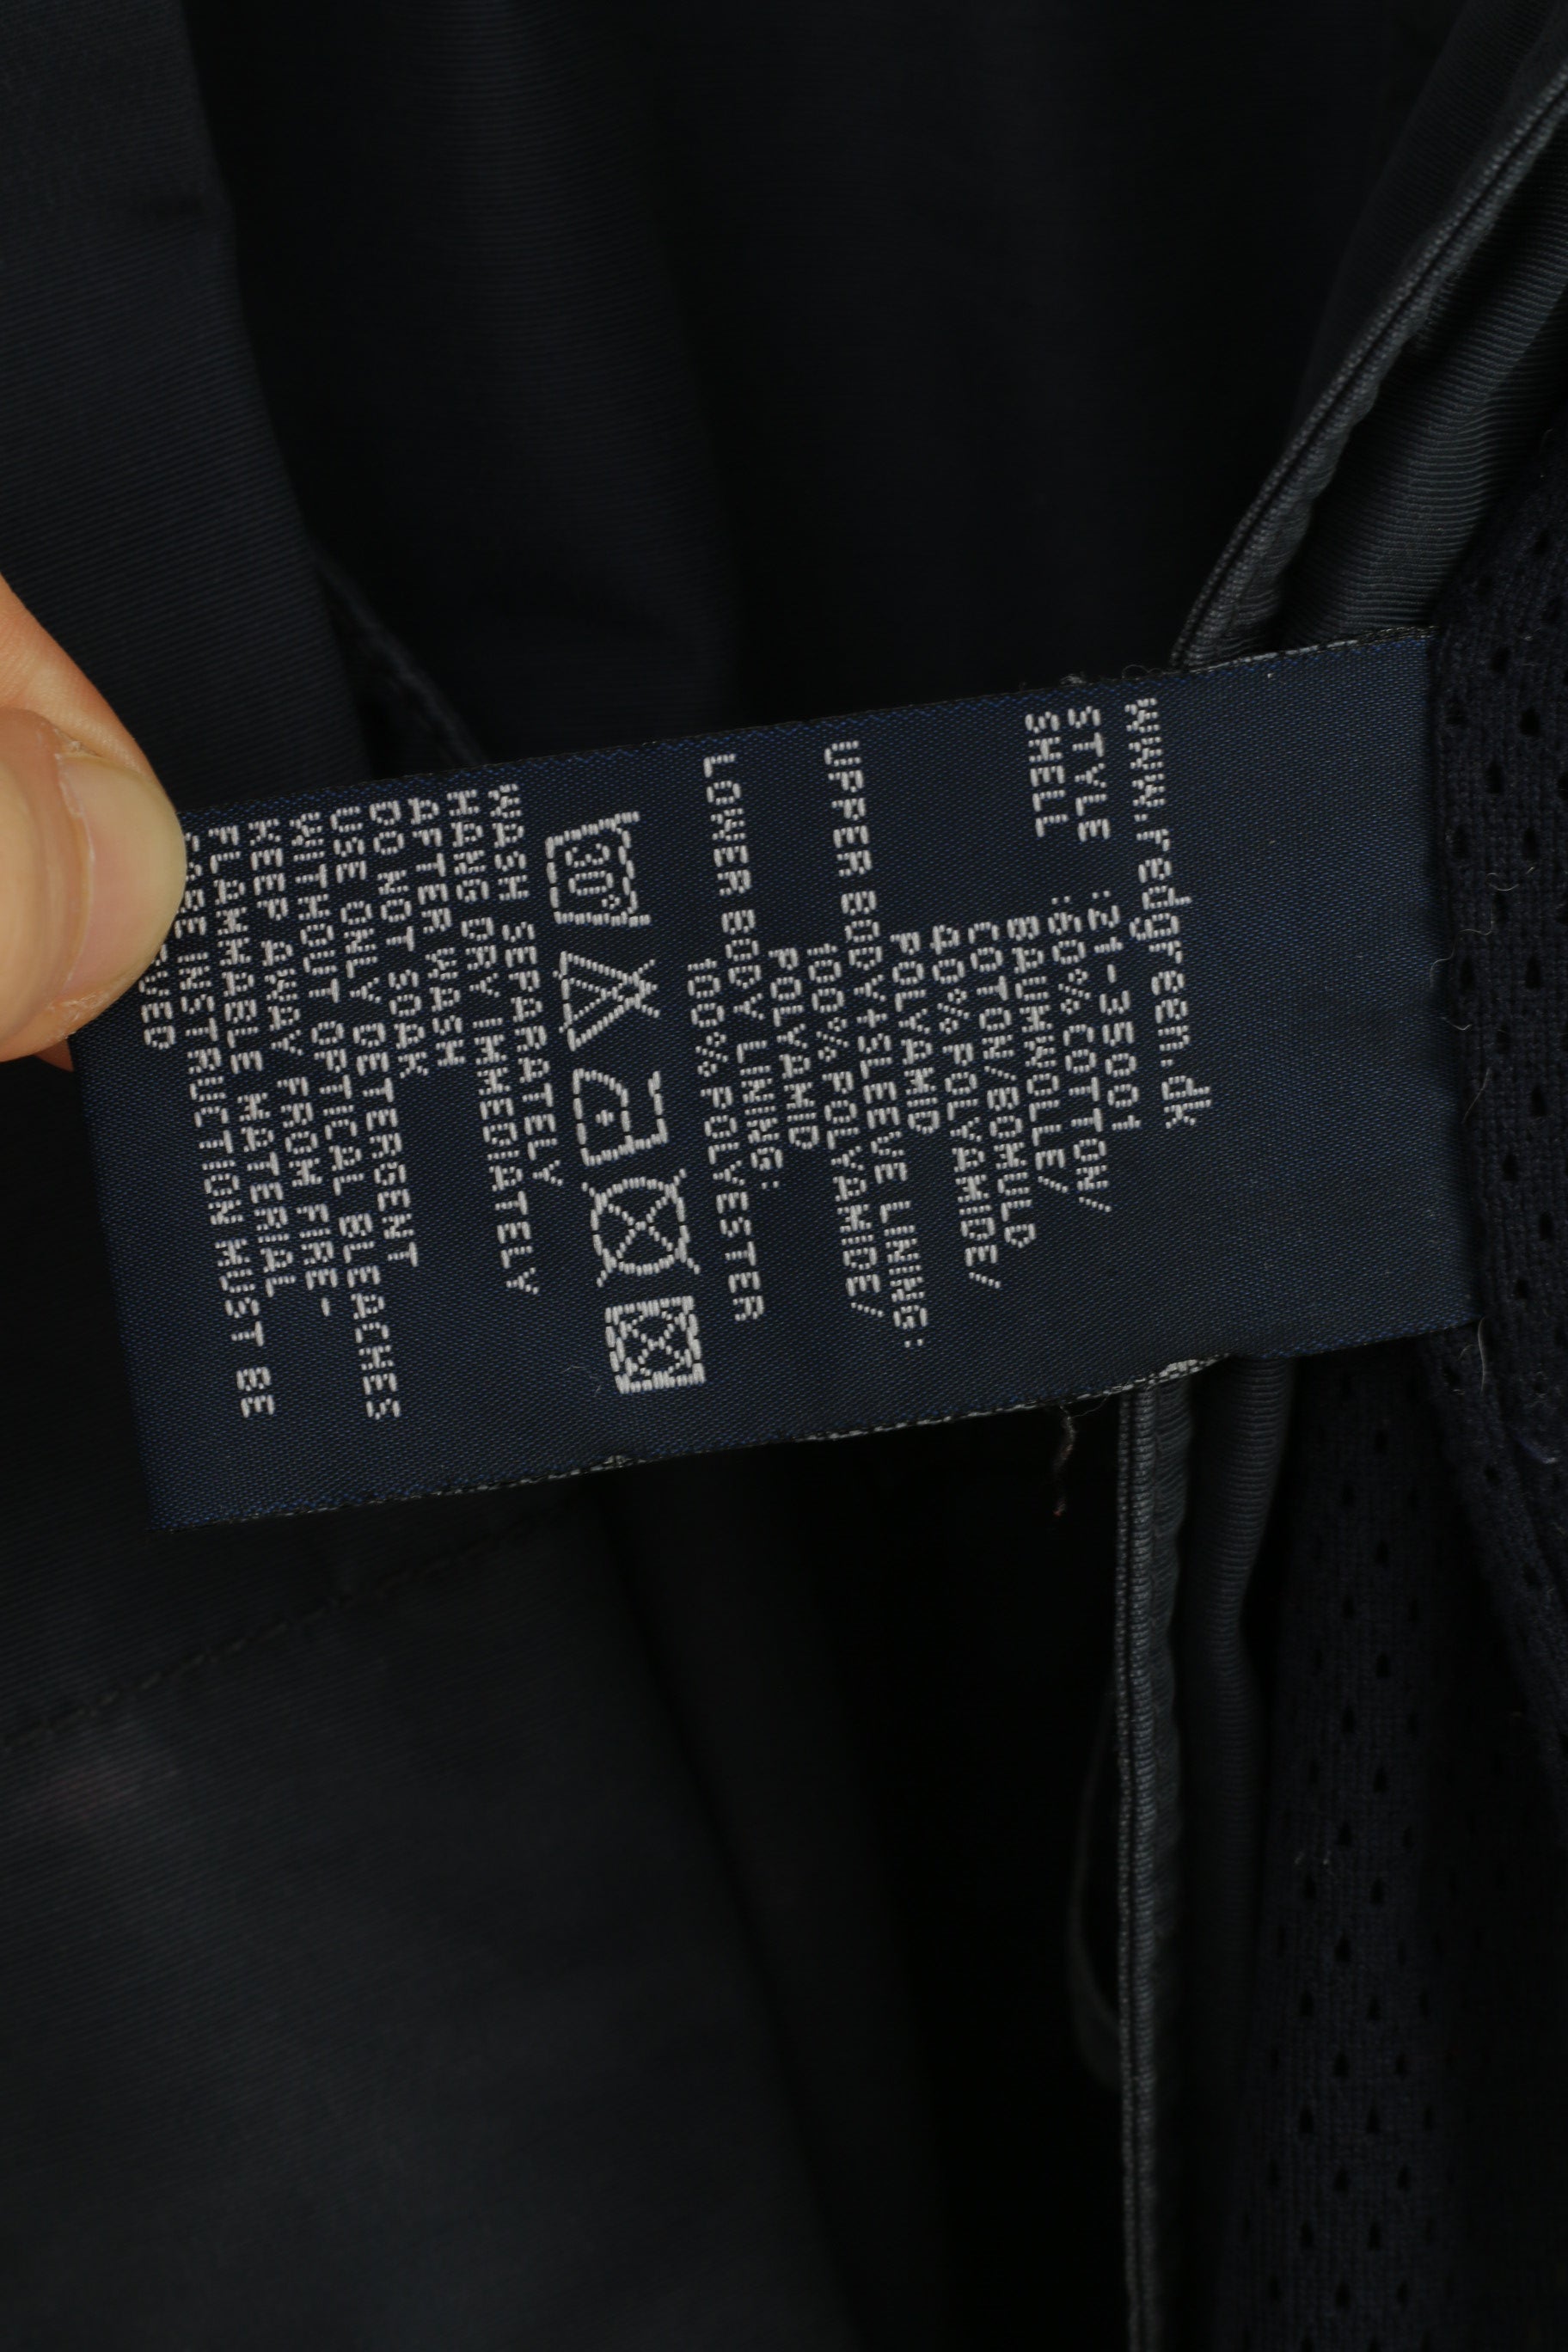 www.redgreen.dk
STYLE :21-35001
SHELL :60%COTTON/
BAUMWOLLE/
COTON/BOMULD
40%POLYAMIDE/
POLYAMID
UPPER BODY+SLEEVE LINING:
100%POLYAMIDE/
POLYAMID
LOWER BODY LINING:
100%POLYESTER
30°
WASH SEPARATELY
HANG DRY IMMEDIATELY
AFTER WASH
DO NOT SOAK
USE ONLY DETERGENT
WITHOUT OPTICAL BLEACHES
KEEP AWAY FROM FIRE-
FLAMMABLE MATERIAL
INSTRUCTION MUST BE